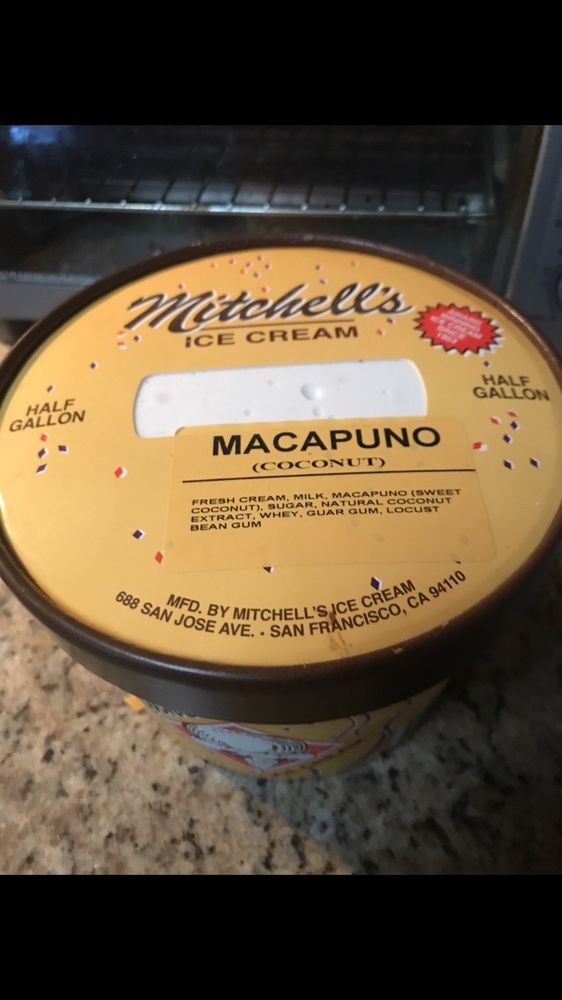 Mitchell's
ICE CREAM
HALF
GALLON
HALF
GALLON
MACAPUNO
(COCONUT)
FRESH CREAM, MILK, MACAPUNO (SWEET
COCONUT), SUGAR, NATURAL COCONUT
EXTRACT, WHEY, GUAR GUM, LOCUST
BEAN GUM
MFD. BY MITCHELL'S ICE CREAM
688 SAN JOSE AVE. • SAN FRANCISCO, CA 94110